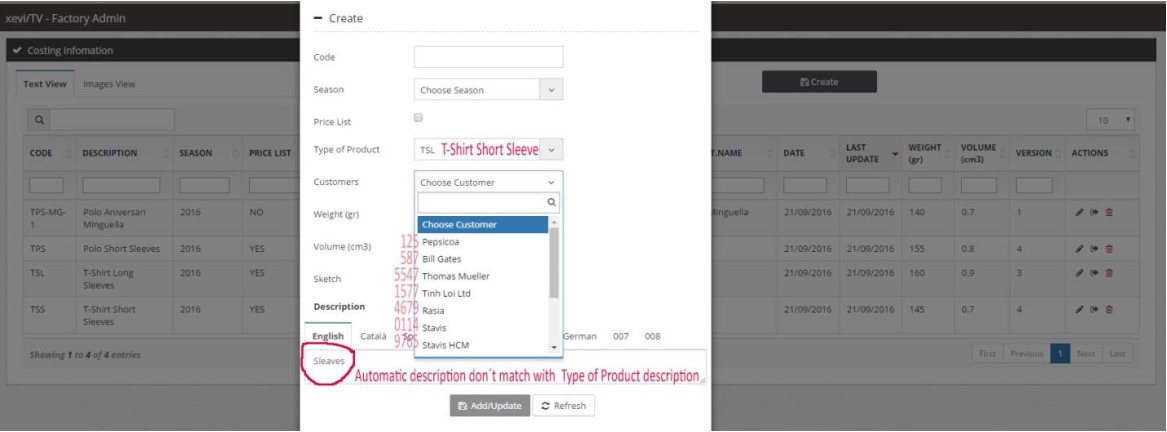 xevi/TV - Factory Admin
Costing Infomation
Text View Images View
Create
10
CODE DESCRIPTION SEASON PRICE LIST T.NAME DATE LAST UPDATE WEIGHT (gr) VOLUME (cm3) VERSION ACTIONS
TPS-MG-1 Polo Aniversari Minguella 2016 NO Minguella 21/09/2016 21/09/2016 140 0.7 1
TPS Polo Short Sleeves 2016 YES 21/09/2016 21/09/2016 155 0.8 4
TSL T-Shirt Long Sleeves 2016 YES 21/09/2016 21/09/2016 160 0.9 3
TSS T-Shirt Short Sleeves 2016 YES 21/09/2016 21/09/2016 145 0.7 4
Showing 1 to 4 of 4 entries
First Previous 1 Next Last
Create
Code
Season Choose Season
Price List
Type of Product TSL T-Shirt Short Sleeve
Customers Choose Customer
Weight (gr)
Volume (cm3)
Sketch
Choose Customer
125 Pepsicoa
587 Bill Gates
5547 Thomas Mueller
1577 Tinh Loi Ltd
4679 Rasia
0114 Stavis
9765 Stavis HCM
Description
English Català German 007 008
Sleaves
Automatic description don´t match with Type of Product description
Add/Update Refresh